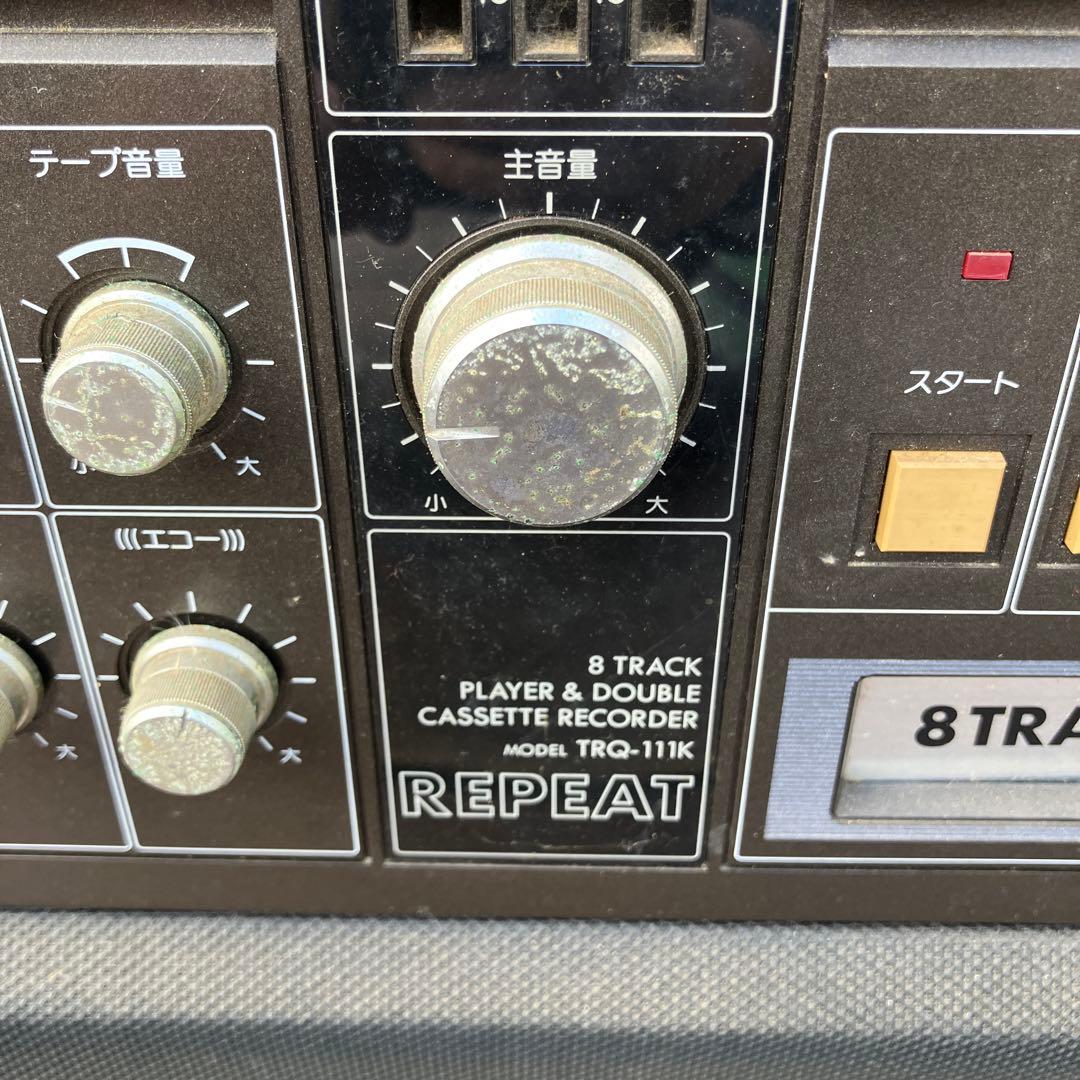 テープ音量
小
大
(((エコー)))
大
大
主音量
小
大
8 TRACK
PLAYER & DOUBLE
CASSETTE RECORDER
MODEL TRQ-111K
REPEAT
スタート
8 TRA